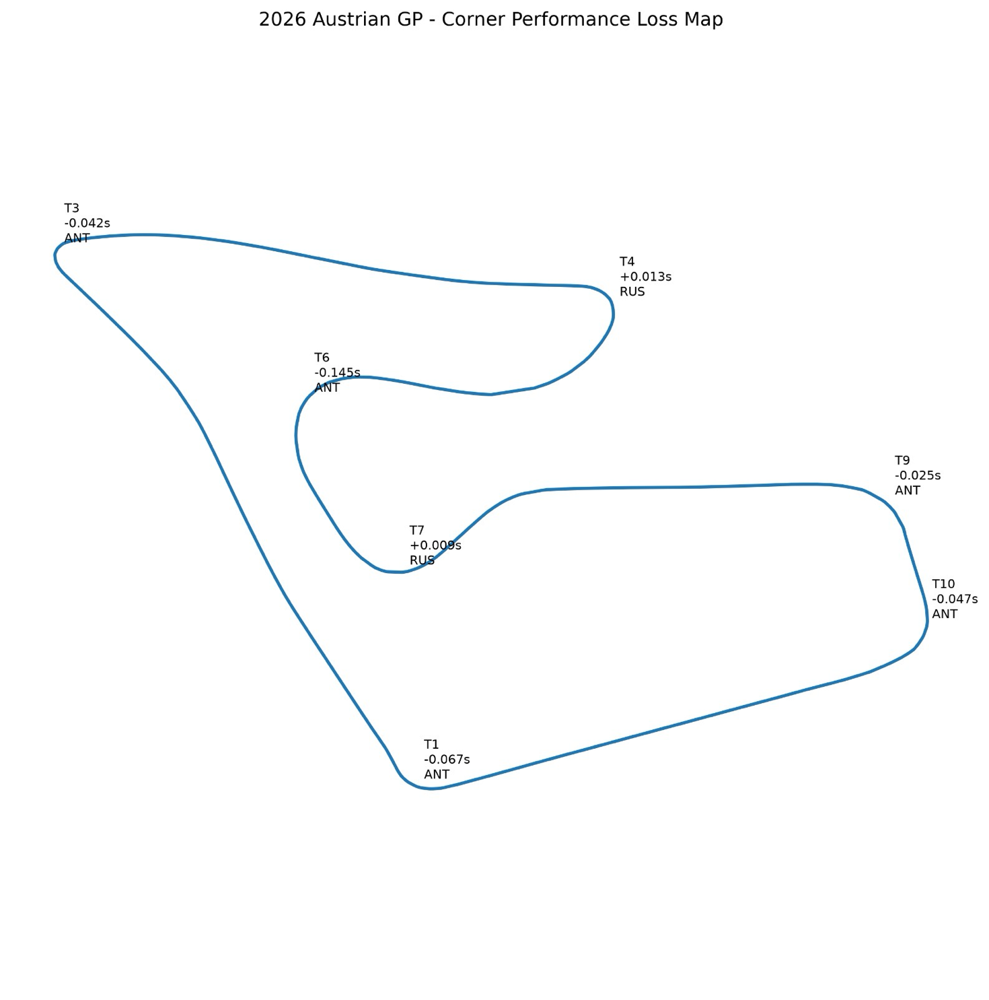 2026 Austrian GP - Corner Performance Loss Map
T3
-0.042s
ANT
T4
+0.013s
RUS
T6
-0.145s
ANT
T9
-0.025s
ANT
T7
+0.009s
RUS
T10
-0.047s
ANT
T1
-0.067s
ANT